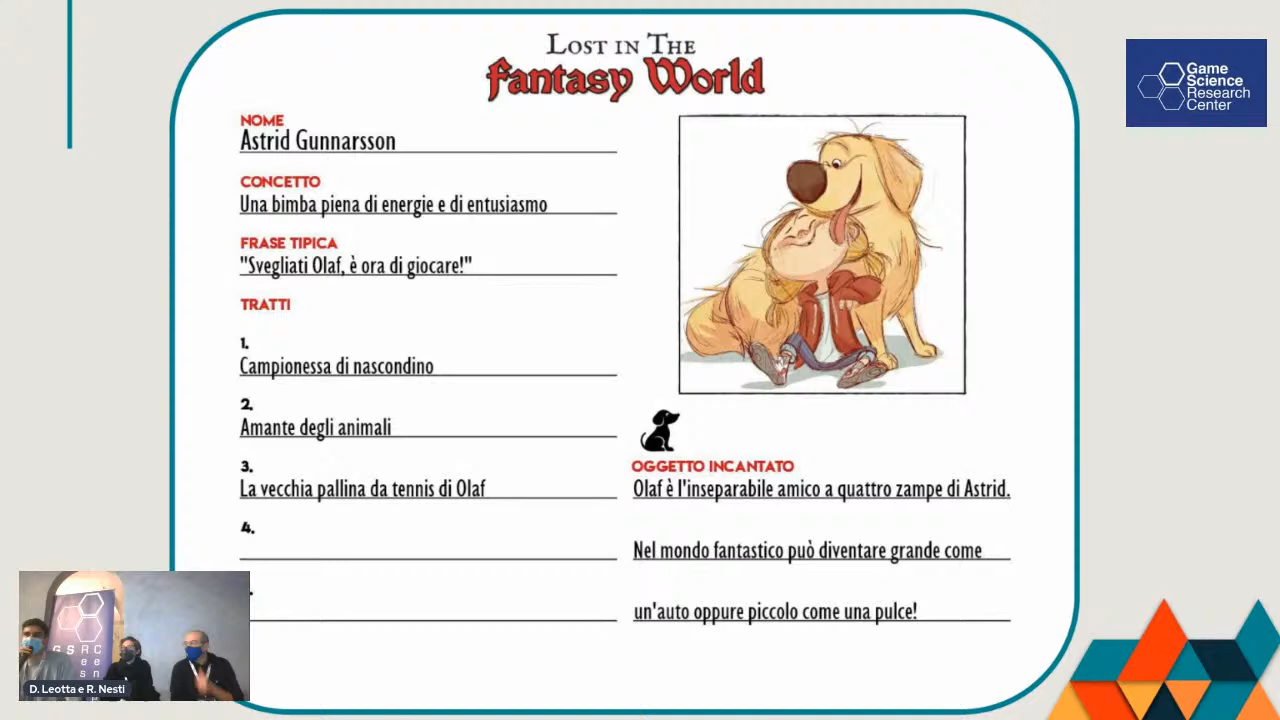 LOST IN THE
Fantasy World
NOME
Astrid Gunnarsson
CONCETTO
Una bimba piena di energie e di entusiasmo
FRASE TIPICA
"Svegliati Olaf, è ora di giocare!"
TRATTI
1.
Campionessa di nascondino
2.
Amante degli animali
3.
La vecchia pallina da tennis di Olaf
4.
OGGETTO INCANTATO
Olaf è l'inseparabile amico a quattro zampe di Astrid.
Nel mondo fantastico può diventare grande come
un'auto oppure piccolo come una pulce!
Game
Science
Research
Center
D. Leotta e R. Nesti